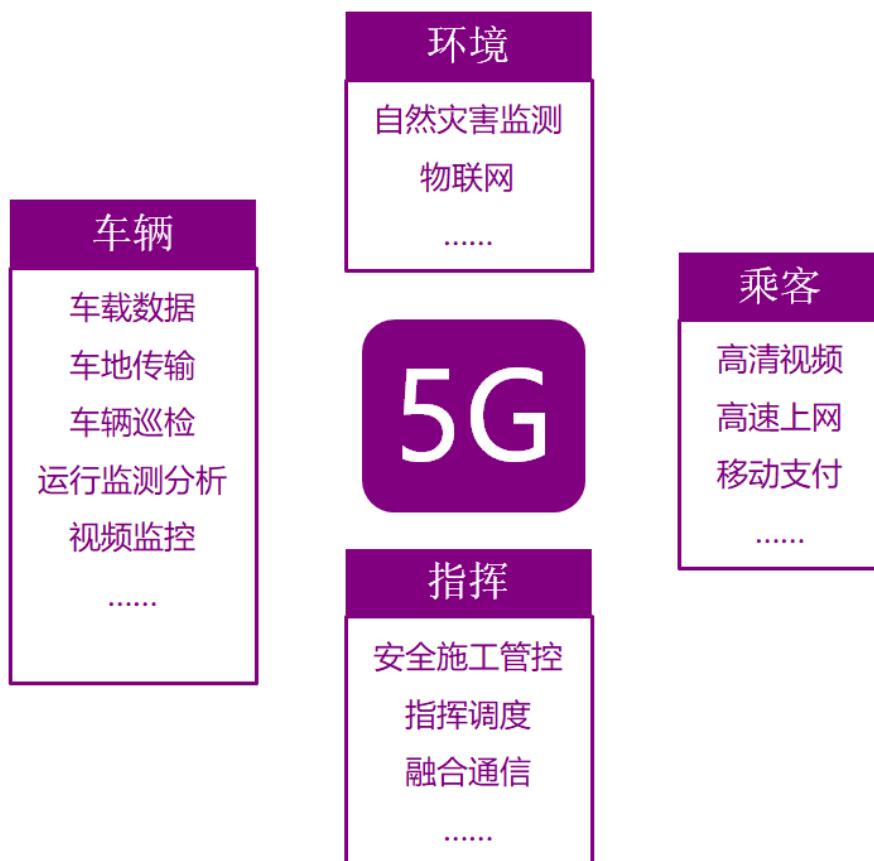 环境
自然灾害监测
物联网
......
车辆
车载数据
车地传输
车辆巡检
运行监测分析
视频监控
......
5G
乘客
高清视频
高速上网
移动支付
......
指挥
安全施工管控
指挥调度
融合通信
......